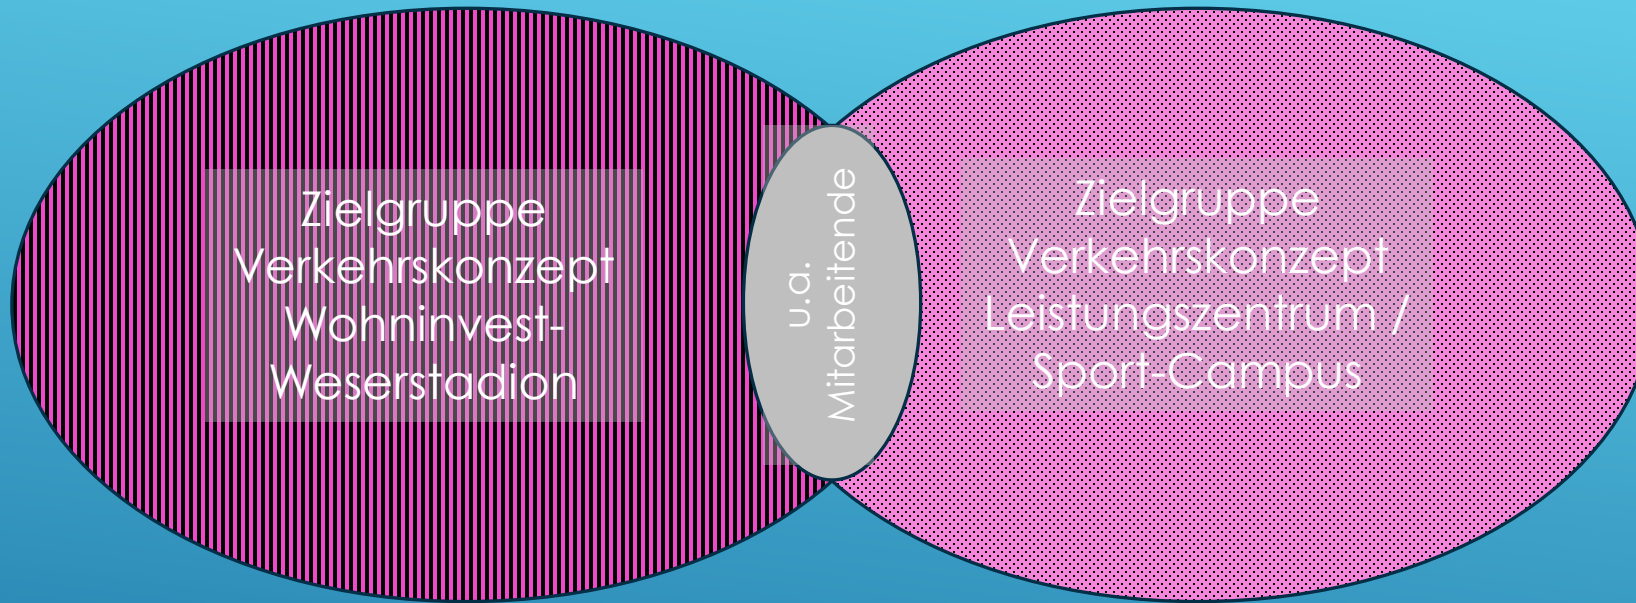 Zielgruppe
Verkehrskonzept
Wohninvest-
Weserstadion
u.a.
Mitarbeitende
Zielgruppe
Verkehrskonzept
Leistungszentrum /
Sport-Campus